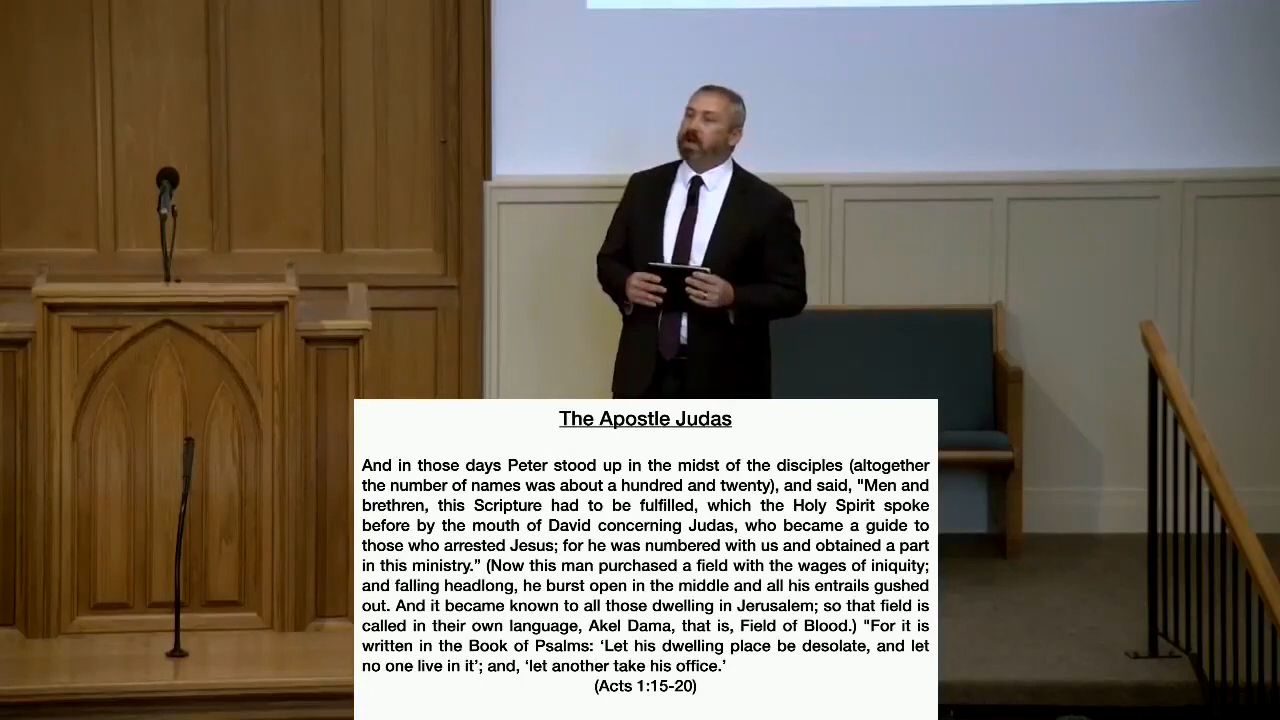 The Apostle Judas
And in those days Peter stood up in the midst of the disciples (altogether
the number of names was about a hundred and twenty), and said, "Men and
brethren, this Scripture had to be fulfilled, which the Holy Spirit spoke
before by the mouth of David concerning Judas, who became a guide to
those who arrested Jesus; for he was numbered with us and obtained a part
in this ministry.” (Now this man purchased a field with the wages of iniquity;
and falling headlong, he burst open in the middle and all his entrails gushed
out. And it became known to all those dwelling in Jerusalem; so that field is
called in their own language, Akel Dama, that is, Field of Blood.) "For it is
written in the Book of Psalms: ‘Let his dwelling place be desolate, and let
no one live in it’; and, ‘let another take his office.’
(Acts 1:15-20)